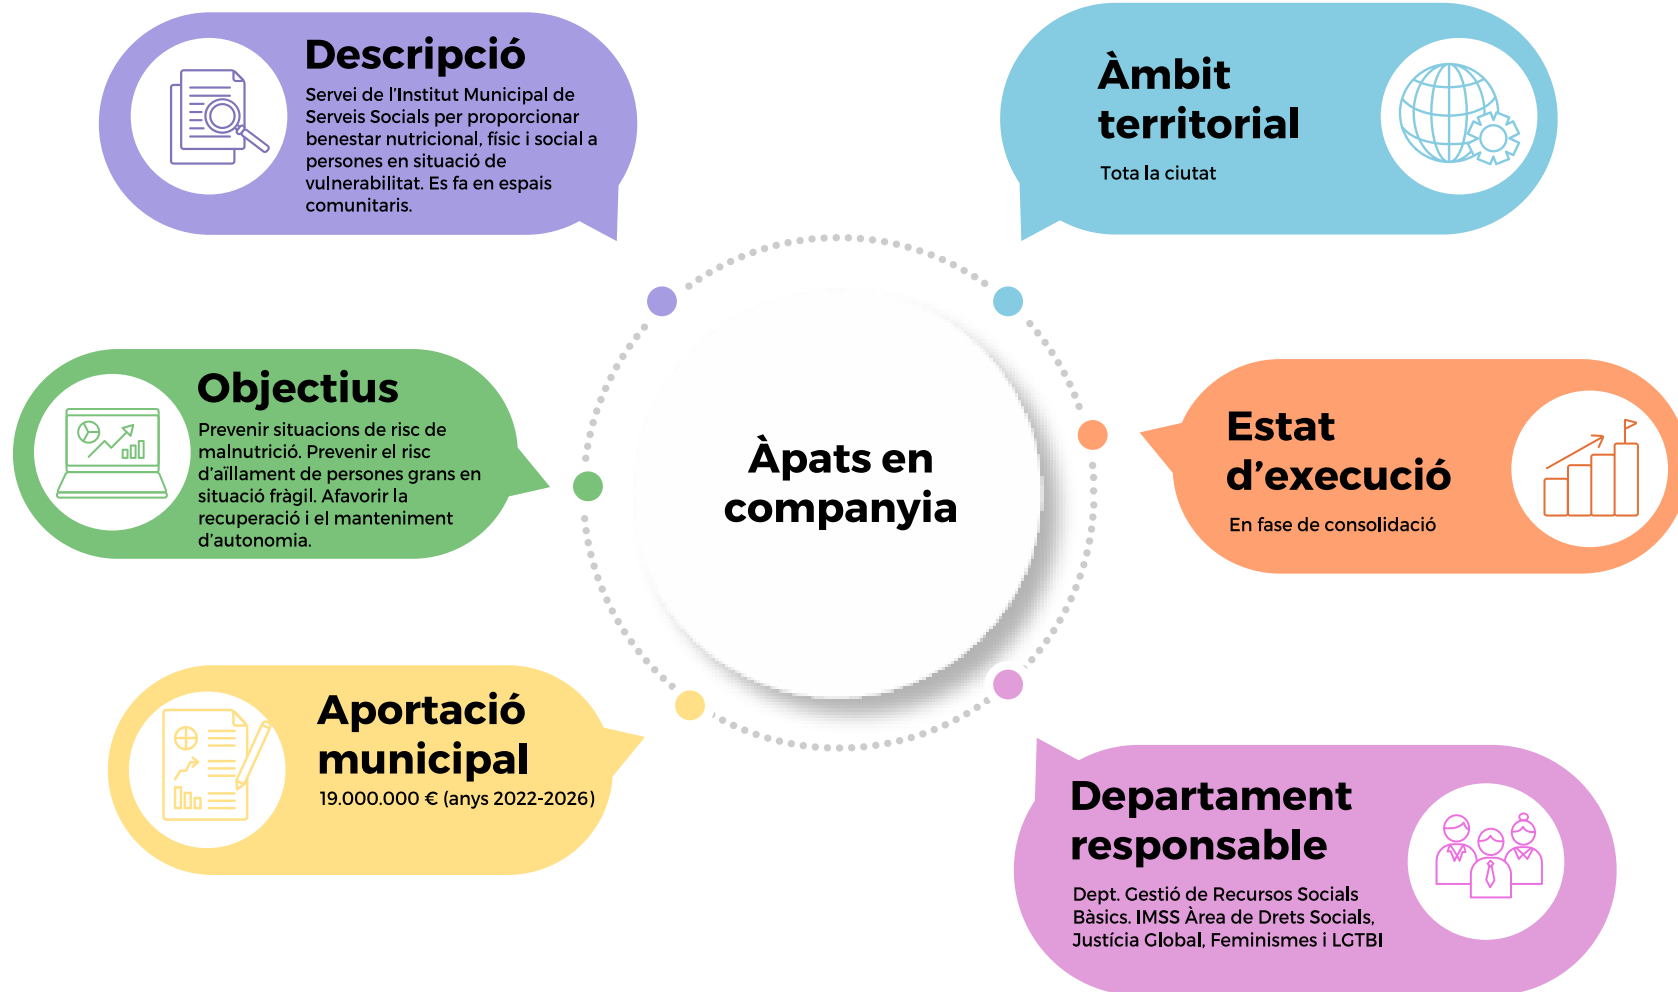 Descripció
Servei de l'Institut Municipal de
Serveis Socials per proporcionar
benestar nutricional, físic i social a
persones en situació de
vulnerabilitat. Es fa en espais
comunitaris.
Àmbit
territorial
Tota la ciutat
Objectius
Prevenir situacions de risc de
malnutrició. Prevenir el risc
d'aïllament de persones grans en
situació fràgil. Afavorir la
recuperació i el manteniment
d'autonomia.
Àpats en
companyia
Estat
d'execució
En fase de consolidació
Aportació
municipal
19.000.000 € (anys 2022-2026)
Departament
responsable
Dept. Gestió de Recursos Socials
Bàsics. IMSS Àrea de Drets Socials,
Justícia Global, Feminismes i LGTBI